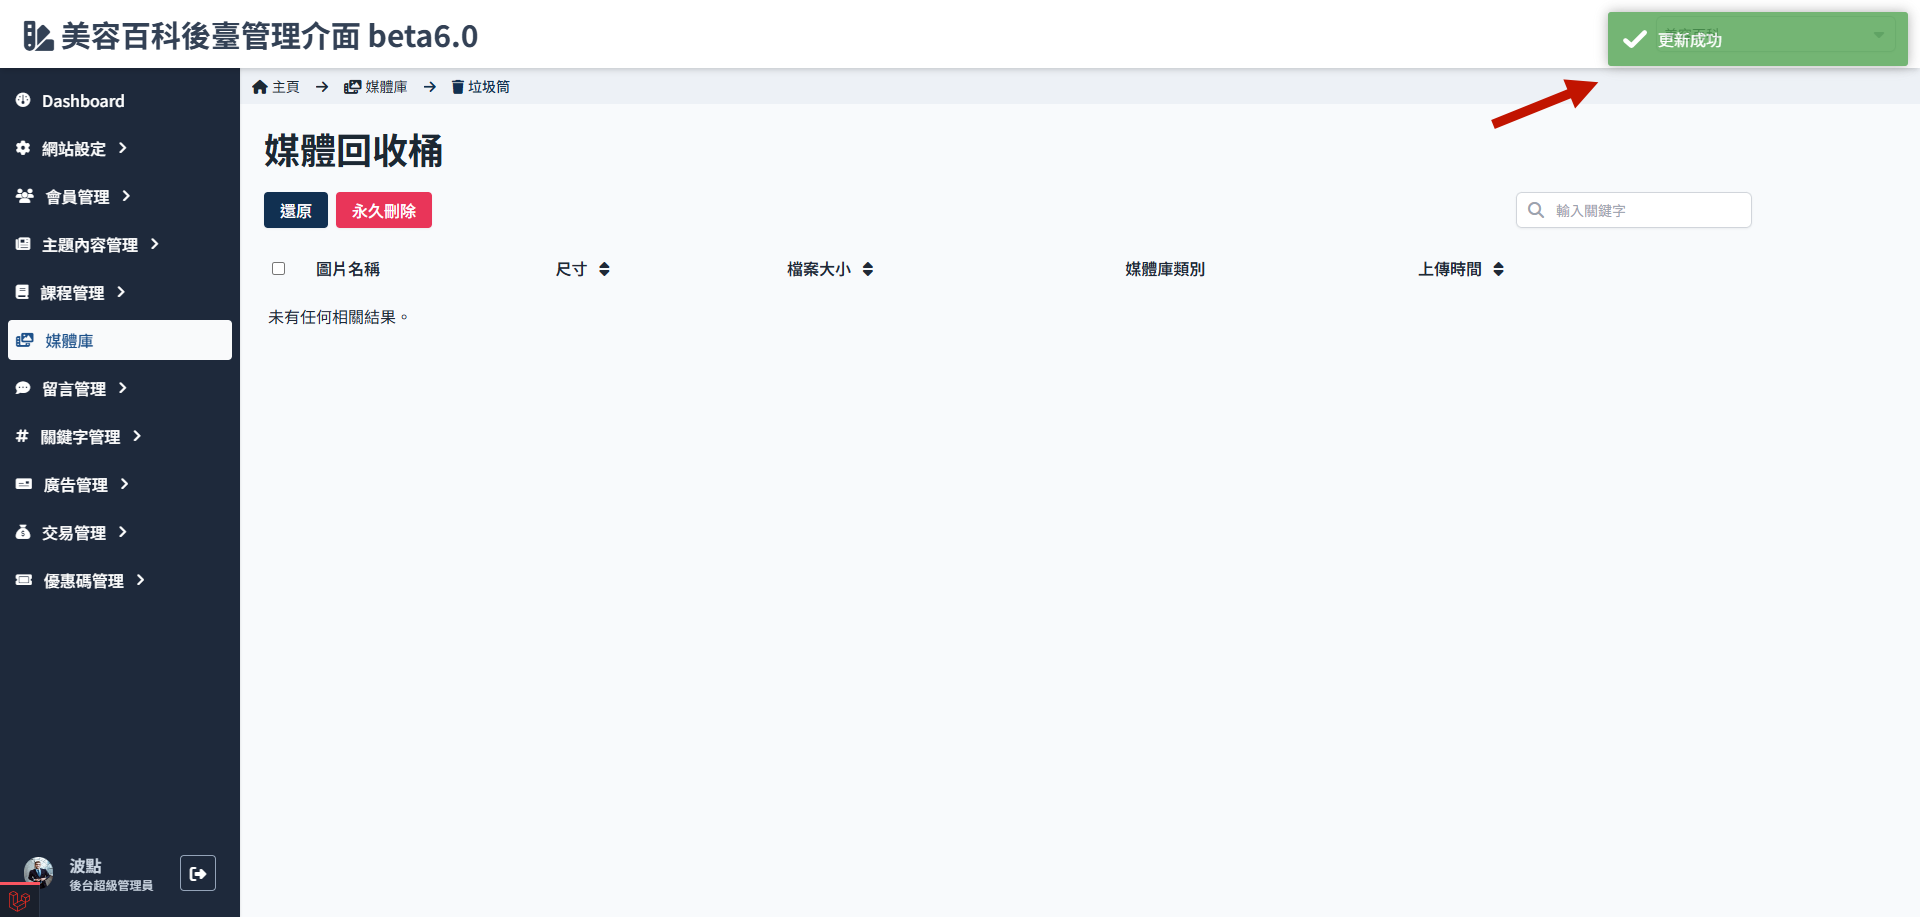 美容百科後臺管理介面 beta6.0
更新成功
Dashboard
網站設定
會員管理
主題內容管理
課程管理
媒體庫
留言管理
關鍵字管理
廣告管理
交易管理
優惠碼管理
波點
後台超級管理員
主頁 → 媒體庫 → 垃圾筒
媒體回收桶
還原 永久刪除
輸入關鍵字
圖片名稱 尺寸 檔案大小 媒體庫類別 上傳時間
未有任何相關結果。